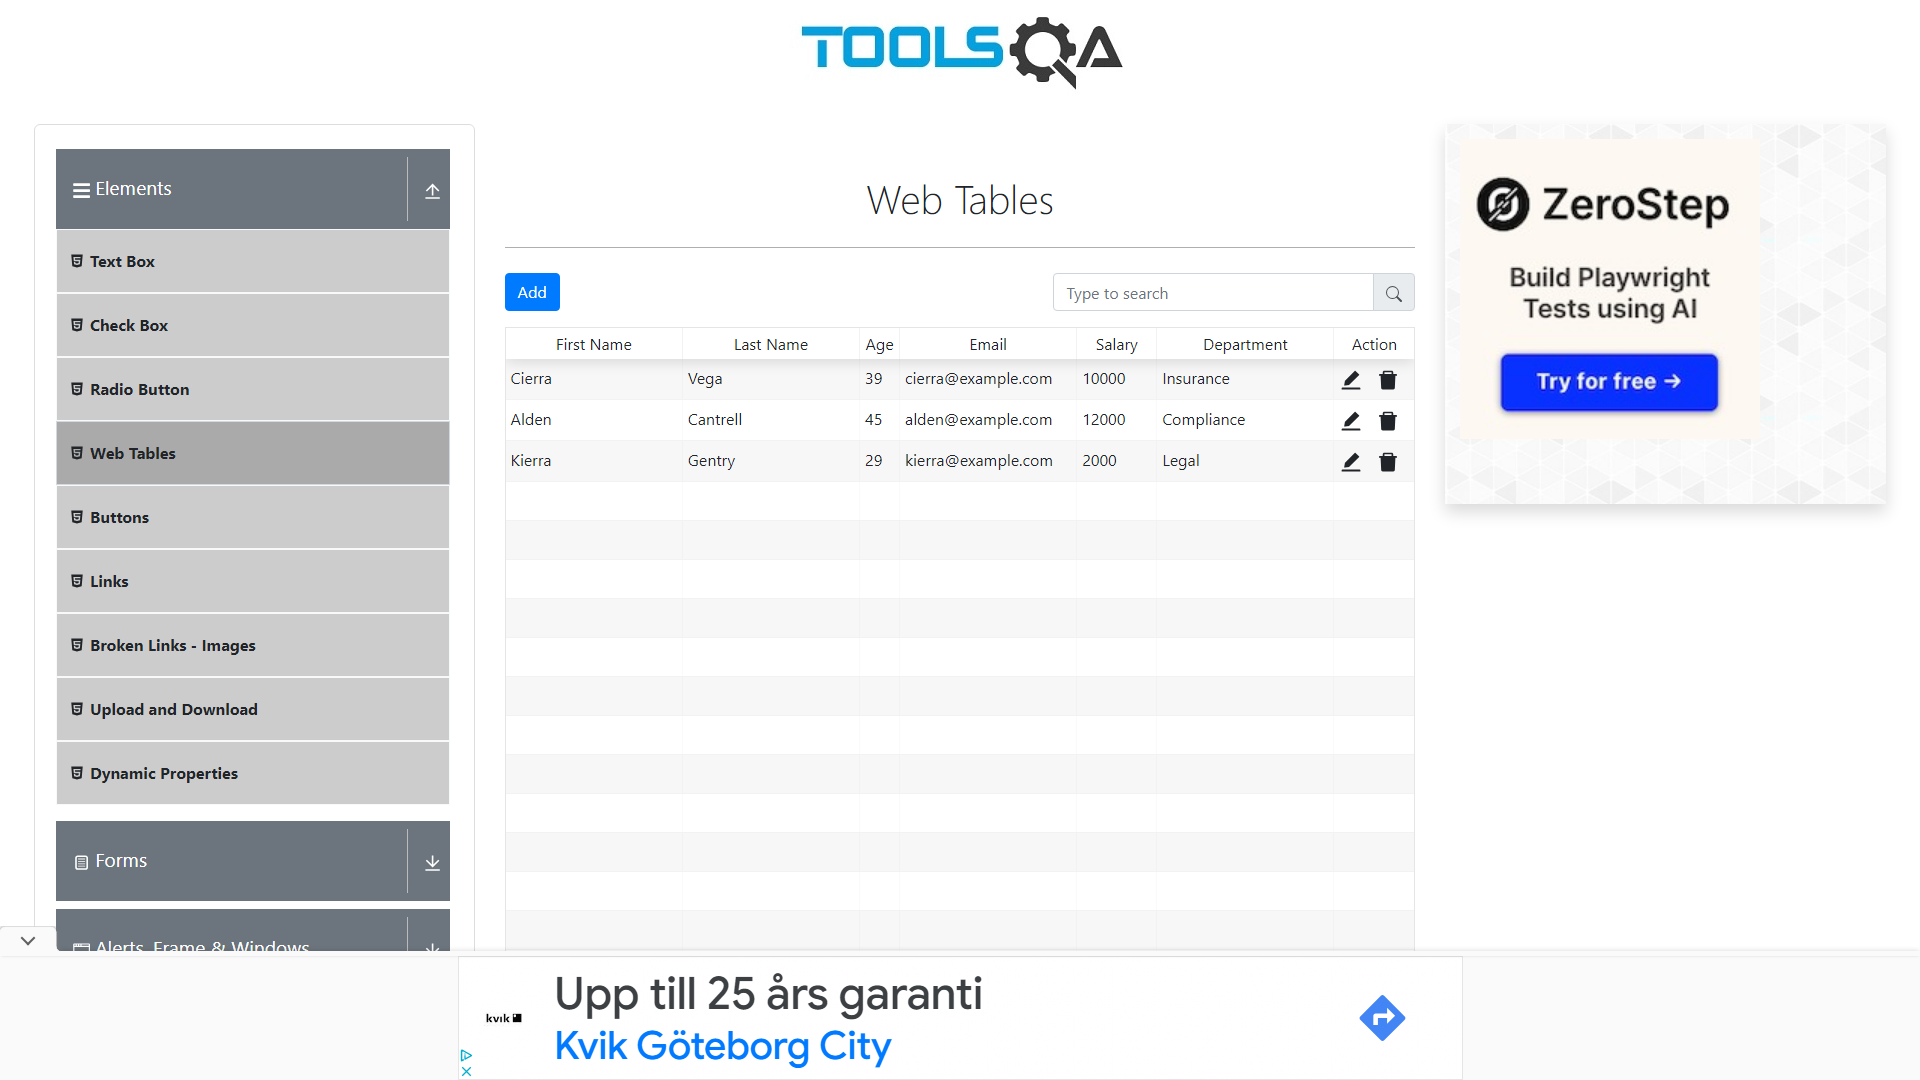 TOOLSQA
Elements
Text Box
Check Box
Radio Button
Web Tables
Buttons
Links
Broken Links - Images
Upload and Download
Dynamic Properties
Forms
Alerts, Frame & Windows
Web Tables
Add
Type to search
First Name Last Name Age Email Salary Department Action
Cierra Vega 39 cierra@example.com 10000 Insurance
Alden Cantrell 45 alden@example.com 12000 Compliance
Kierra Gentry 29 kierra@example.com 2000 Legal
ZeroStep
Build Playwright
Tests using AI
Try for free →
kvik
Upp till 25 års garanti
Kvik Göteborg City